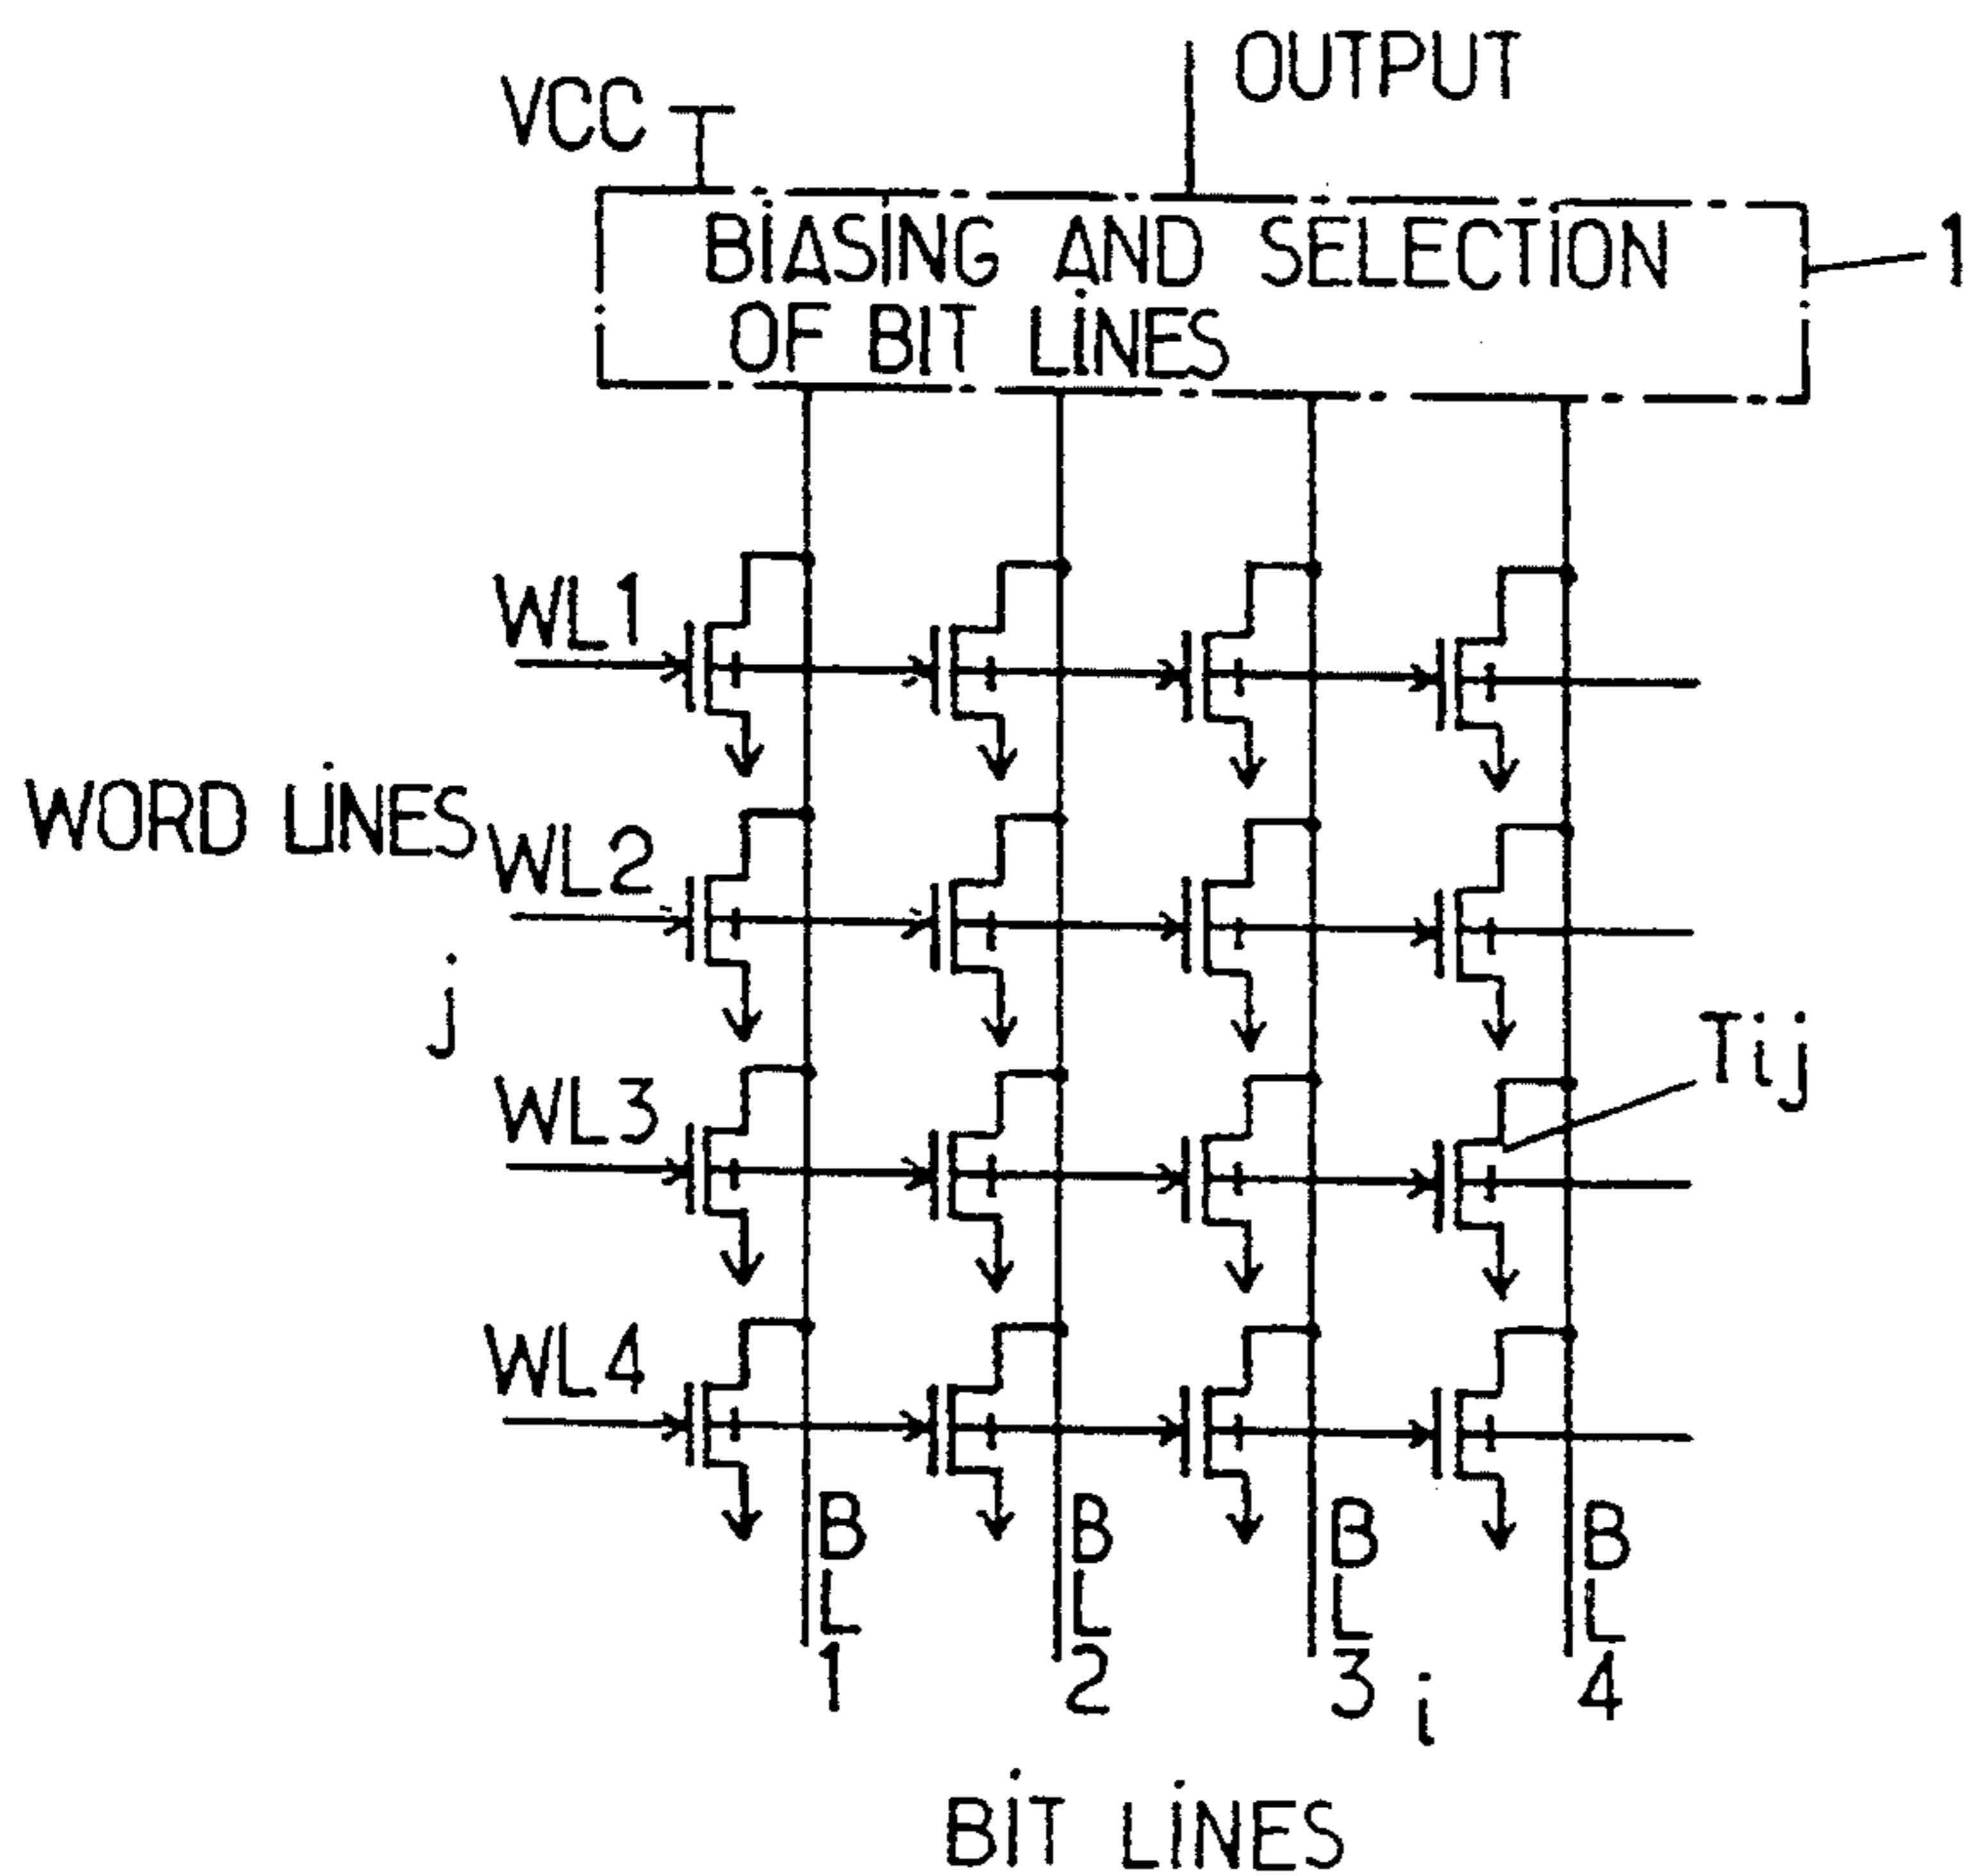 OUTPUT
VCC
BIASING AND SELECTION
OF BIT LINES
1
WL1
WORD LINES
WL2
j
Tij
WL3
WL4
BL1
BL2
BL3
i
BL4
BIT LINES